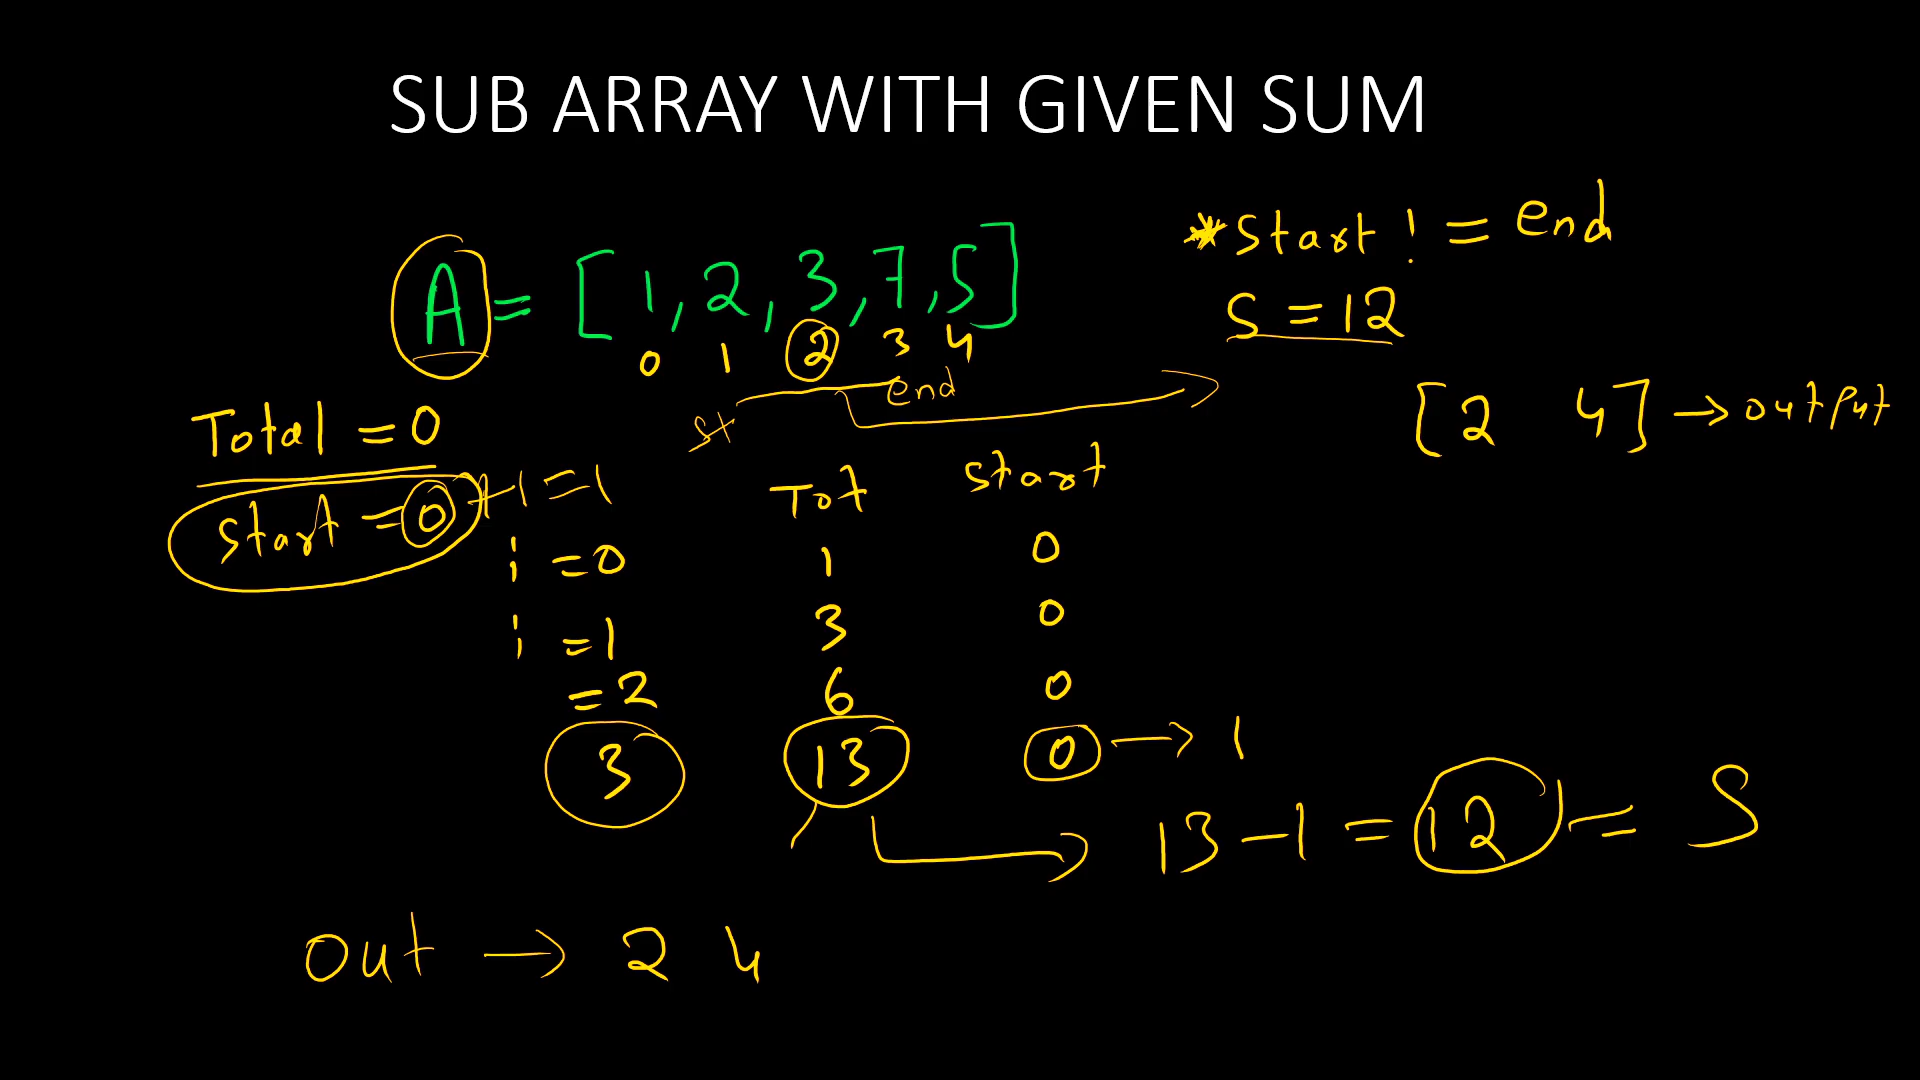 SUB ARRAY WITH GIVEN SUM
*Start != end
A = [1, 2, 3, 7, 5]
S = 12
0 1 2 3 4
st end
[2 4] → output
Total = 0
Start = 0 +1 = 1
Tot Start
i = 0 1 0
i = 1 3 0
= 2 6 0
3 13 0 → 1
13 - 1 = 12 = S
out → 2 4